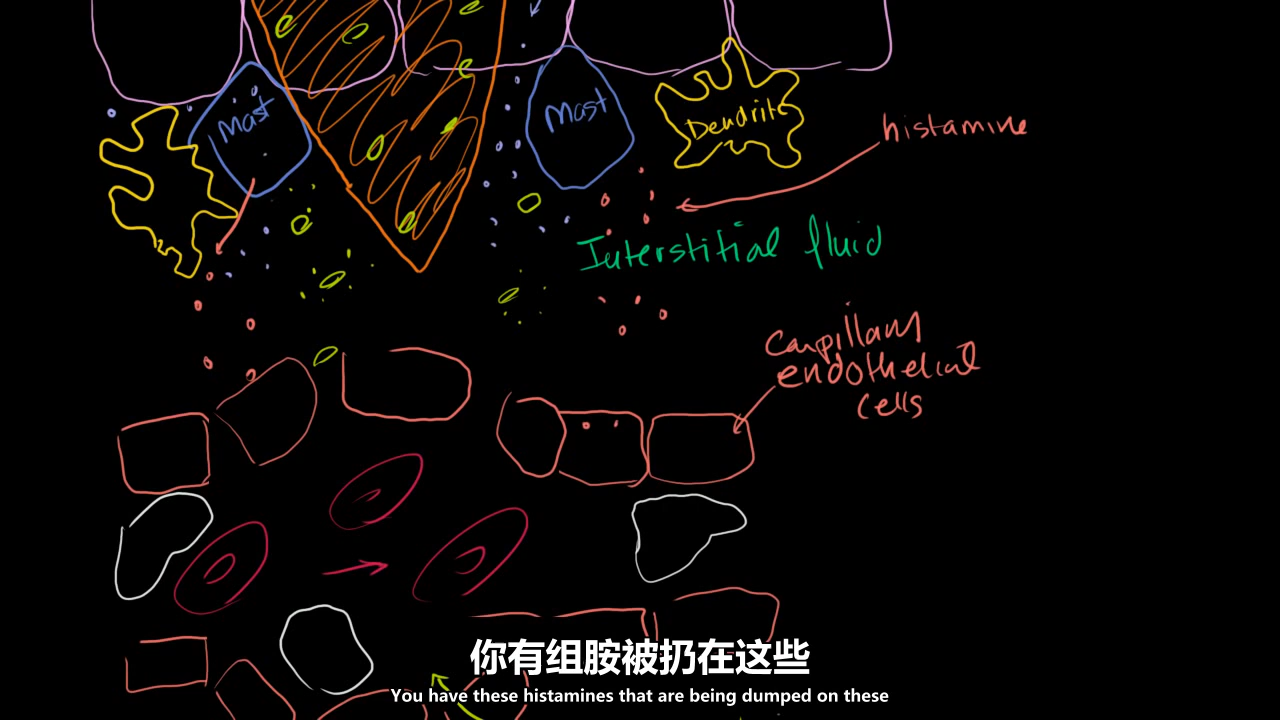 Mast
Mast
Dendritc
histamine
Interstitial fluid
Capillary
endothelial
cells
你有组胺被扔在这些
You have these histamines that are being dumped on these